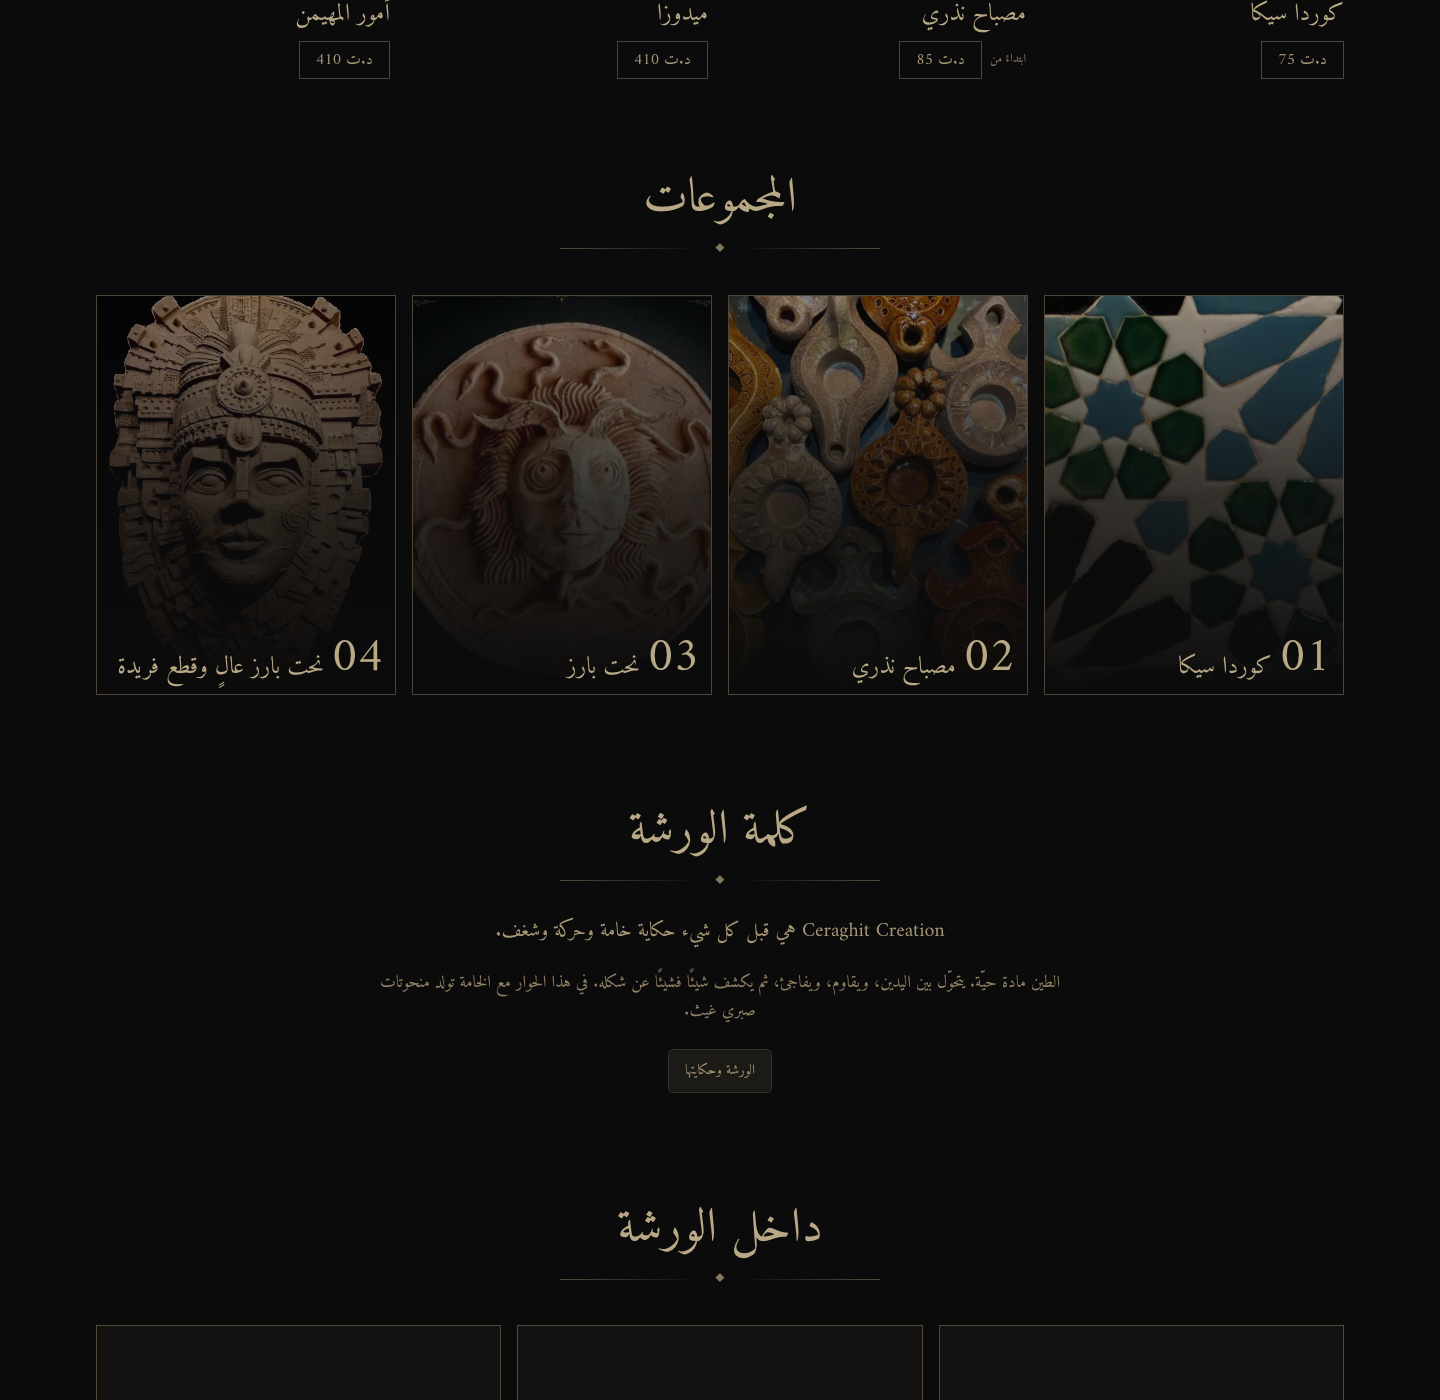 كوردا سيكا
د.ت 75
مصباح نذري
ابتداءً من
د.ت 85
ميدوزا
د.ت 410
أمور المهيمن
د.ت 410
المجموعات
01 كوردا سيكا
02 مصباح نذري
03 نحت بارز
04 نحت بارز عالٍ وقطع فريدة
كلمة الورشة
Ceraghit Creation هي قبل كل شيء حكاية خامة وحركة وشغف.
الطين مادة حيّة. يتحوّل بين اليدين، ويقاوم، ويفاجئ، ثم يكشف شيئًا فشيئًا عن شكله. في هذا الحوار مع الخامة تولد منحوتات
صبري غيث.
الورشة وحكايتها
داخل الورشة